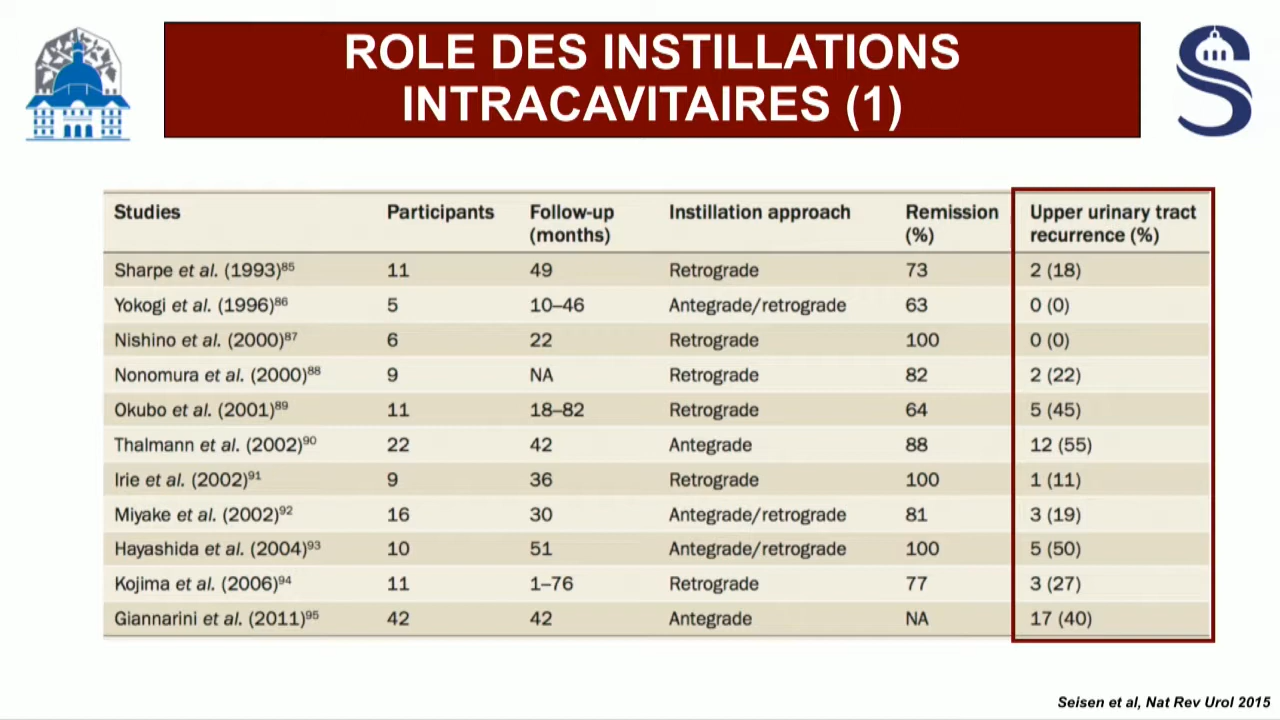 ROLE DES INSTILLATIONS
INTRACAVITAIRES (1)
Studies Participants Follow-up (months) Instillation approach Remission (%) Upper urinary tract recurrence (%)
Sharpe et al. (1993)85 11 49 Retrograde 73 2 (18)
Yokogi et al. (1996)86 5 10–46 Antegrade/retrograde 63 0 (0)
Nishino et al. (2000)87 6 22 Retrograde 100 0 (0)
Nonomura et al. (2000)88 9 NA Retrograde 82 2 (22)
Okubo et al. (2001)89 11 18–82 Retrograde 64 5 (45)
Thalmann et al. (2002)90 22 42 Antegrade 88 12 (55)
Irie et al. (2002)91 9 36 Retrograde 100 1 (11)
Miyake et al. (2002)92 16 30 Antegrade/retrograde 81 3 (19)
Hayashida et al. (2004)93 10 51 Antegrade/retrograde 100 5 (50)
Kojima et al. (2006)94 11 1–76 Retrograde 77 3 (27)
Giannarini et al. (2011)95 42 42 Antegrade NA 17 (40)
Seisen et al, Nat Rev Urol 2015